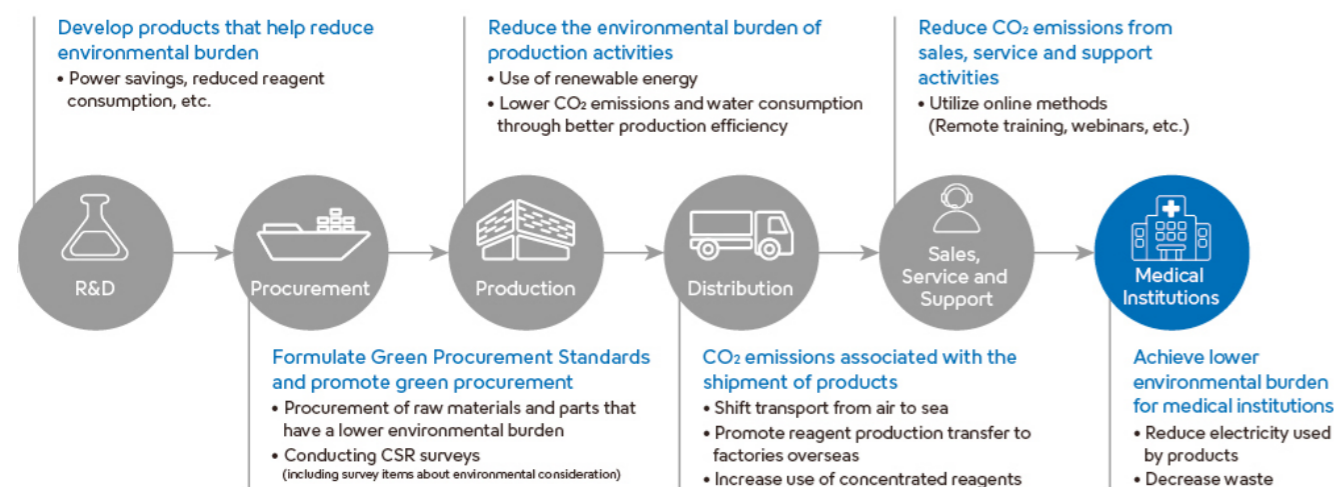 Develop products that help reduce
environmental burden
• Power savings, reduced reagent
consumption, etc.
Reduce the environmental burden of
production activities
• Use of renewable energy
• Lower CO₂ emissions and water consumption
through better production efficiency
Reduce CO₂ emissions from
sales, service and support
activities
• Utilize online methods
(Remote training, webinars, etc.)
R&D
Procurement
Production
Distribution
Sales,
Service and
Support
Medical
Institutions
Formulate Green Procurement Standards
and promote green procurement
• Procurement of raw materials and parts that
have a lower environmental burden
• Conducting CSR surveys
(including survey items about environmental consideration)
CO₂ emissions associated with the
shipment of products
• Shift transport from air to sea
• Promote reagent production transfer to
factories overseas
• Increase use of concentrated reagents
Achieve lower
environmental burden
for medical institutions
• Reduce electricity used
by products
• Decrease waste